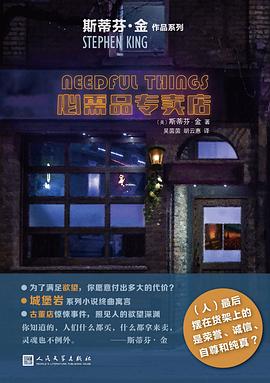 斯蒂芬·金 作品系列
STEPHEN KING
NEEDFUL THINGS
必需品专卖店
（美）斯蒂芬·金 著
吴茵茵 胡云惠 译
为了满足欲望，你愿意付出多大的代价？
城堡岩系列小说终曲寓言
古董店惊悚事件，照见人的欲望深渊
你知道的，人们什么都买，什么都拿来卖，
灵魂也不例外。 ——斯蒂芬·金
（人）最后
摆在货架上的
是荣誉、诚信、
自尊和纯真？
人民文学出版社